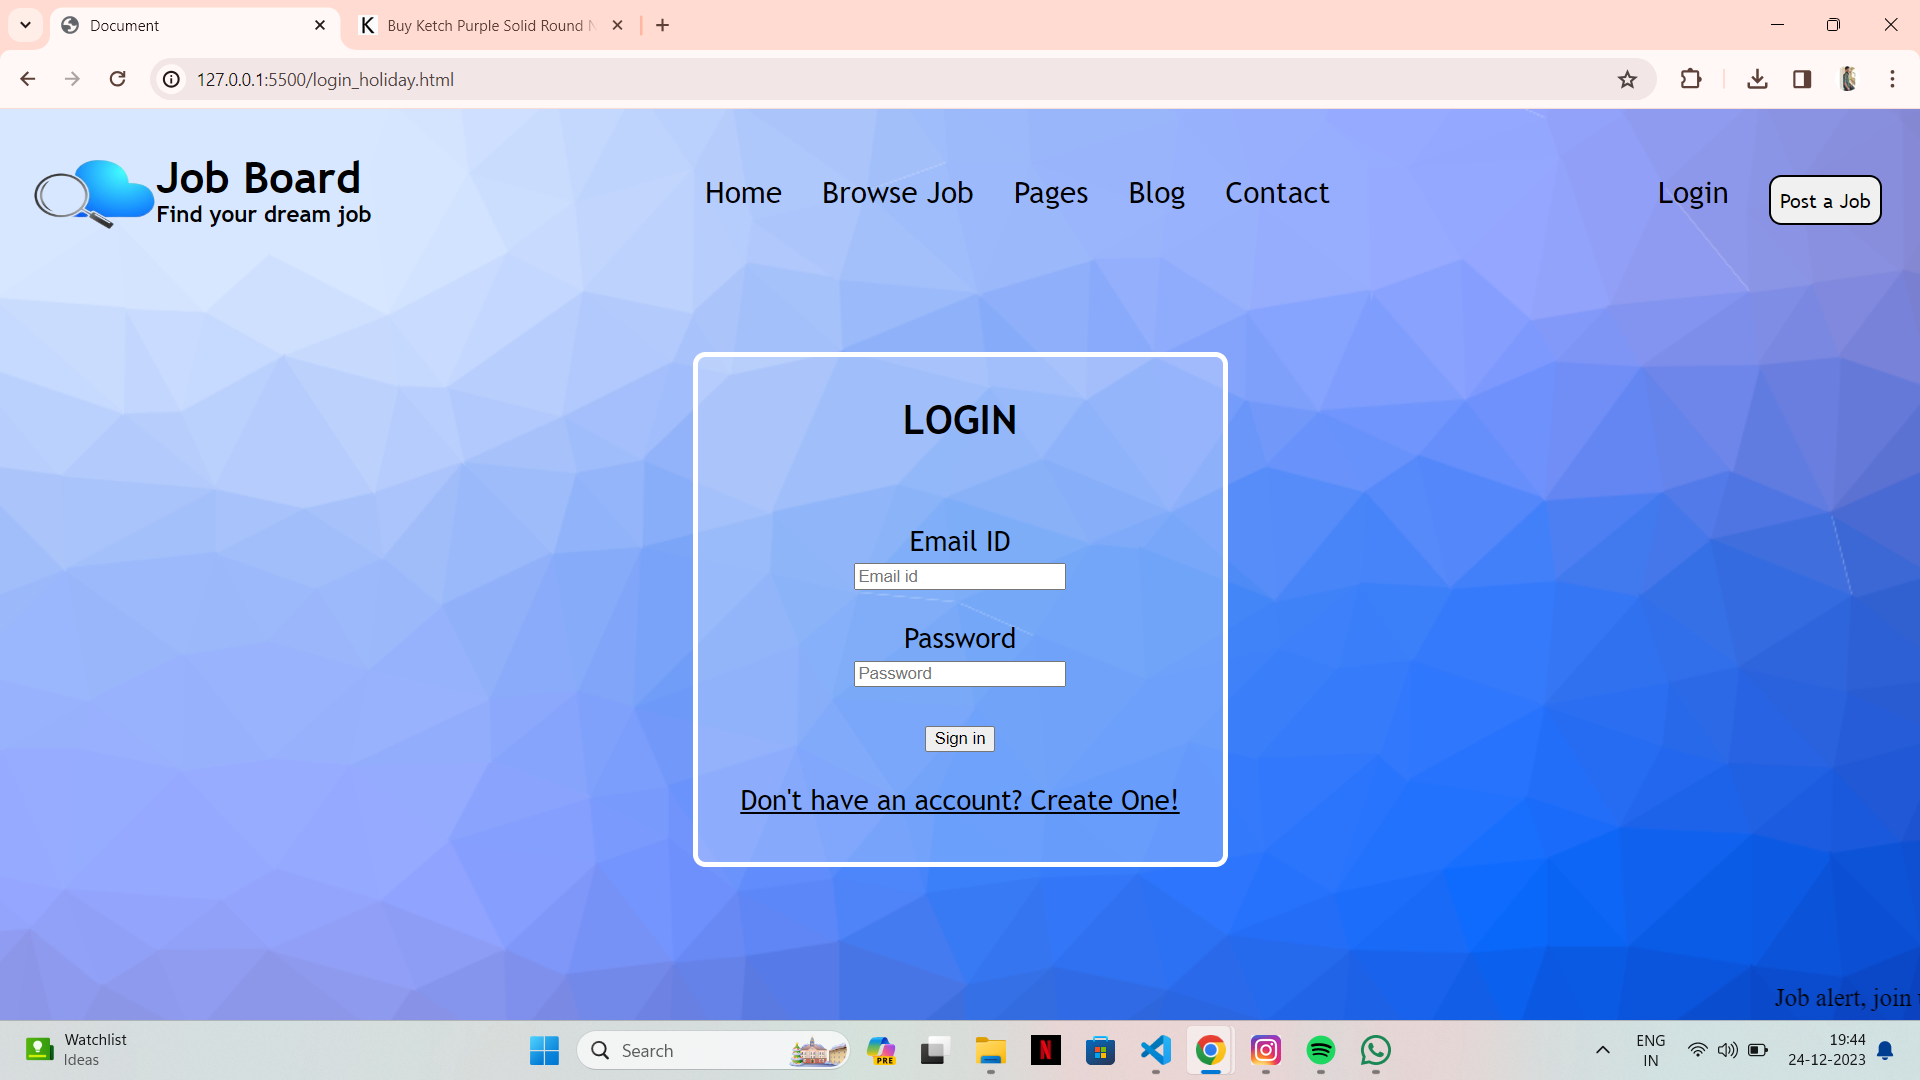 Document
K Buy Ketch Purple Solid Round
127.0.0.1:5500/login_holiday.html
Job Board
Find your dream job
Home
Browse Job
Pages
Blog
Contact
Login
Post a Job
LOGIN
Email ID
Email id
Password
Password
Sign in
Don't have an account? Create One!
Job alert, join
Watchlist
Ideas
Search
PRE
N
ENG
IN
19:44
24-12-2023